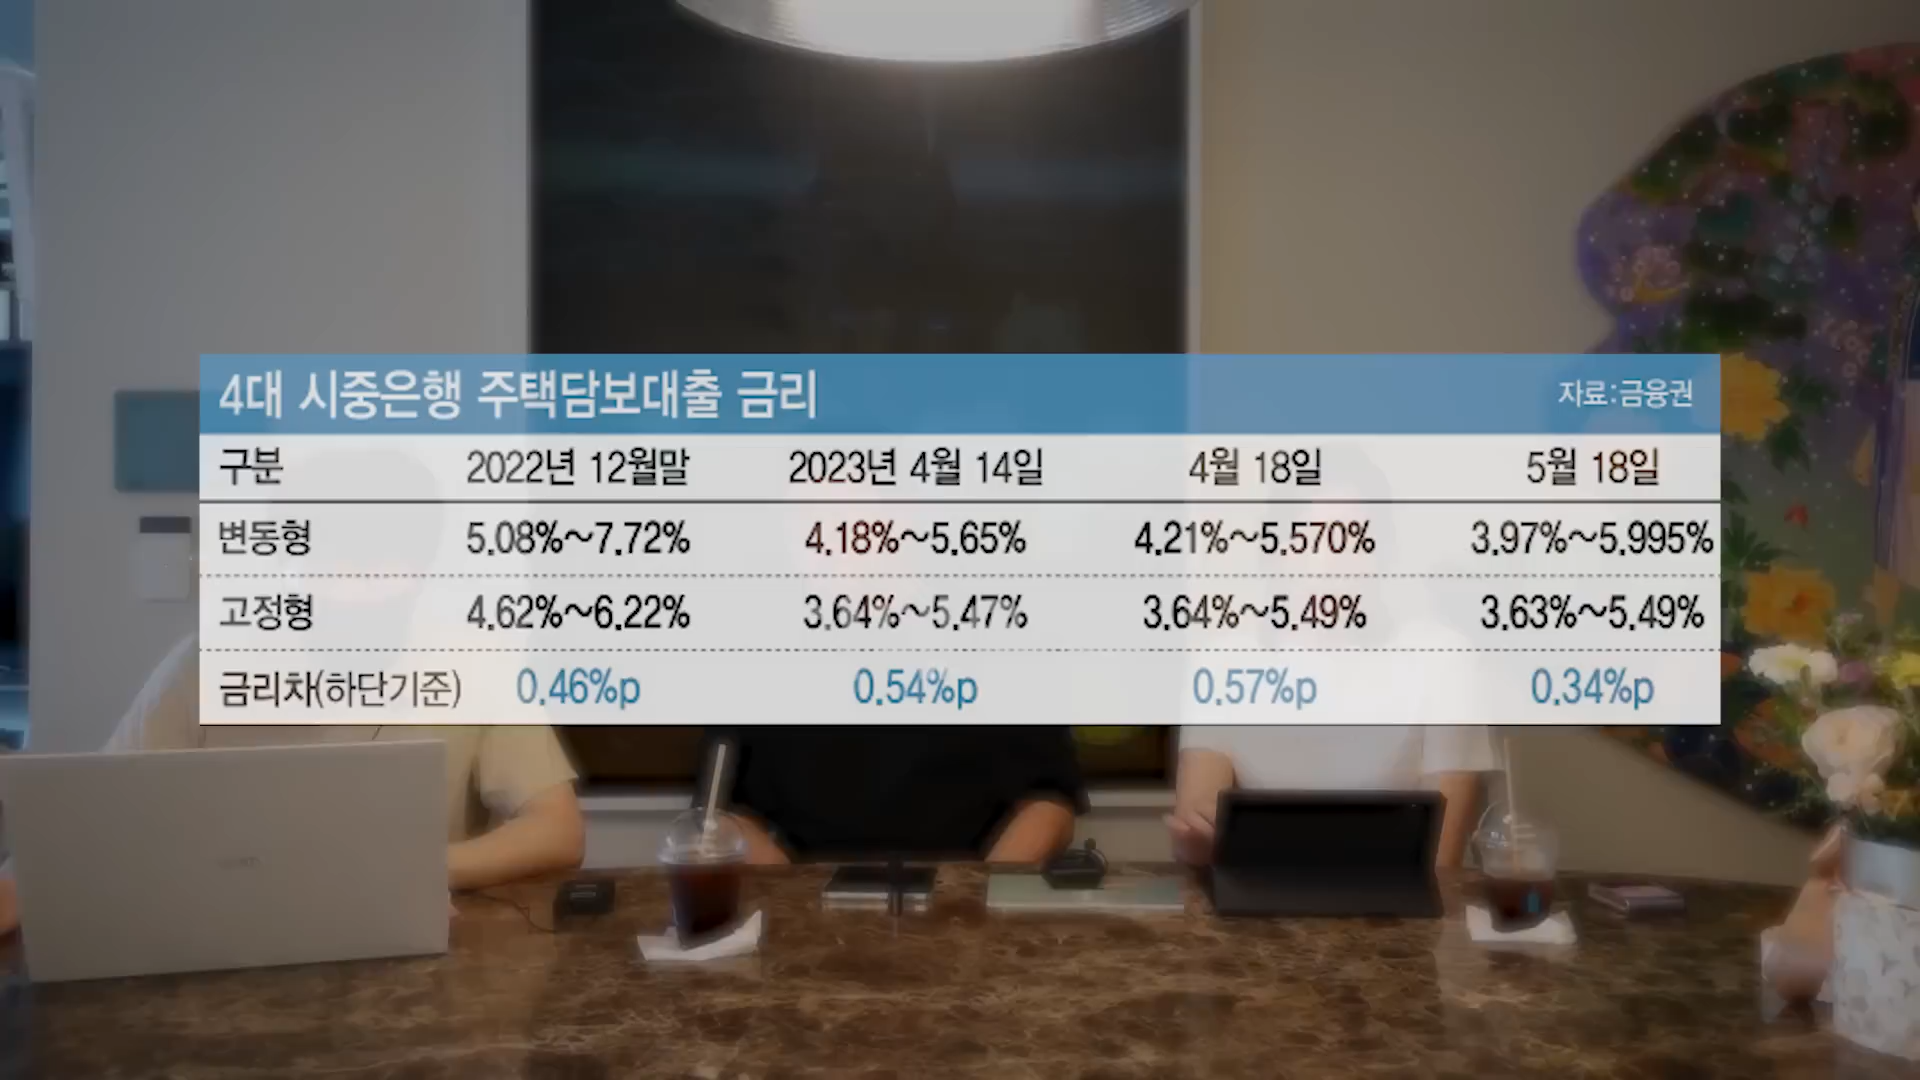 4대 시중은행 주택담보대출 금리 자료:금융권
구분 2022년 12월말 2023년 4월 14일 4월 18일 5월 18일
변동형 5.08%~7.72% 4.18%~5.65% 4.21%~5.570% 3.97%~5.995%
고정형 4.62%~6.22% 3.64%~5.47% 3.64%~5.49% 3.63%~5.49%
금리차(하단기준) 0.46%p 0.54%p 0.57%p 0.34%p